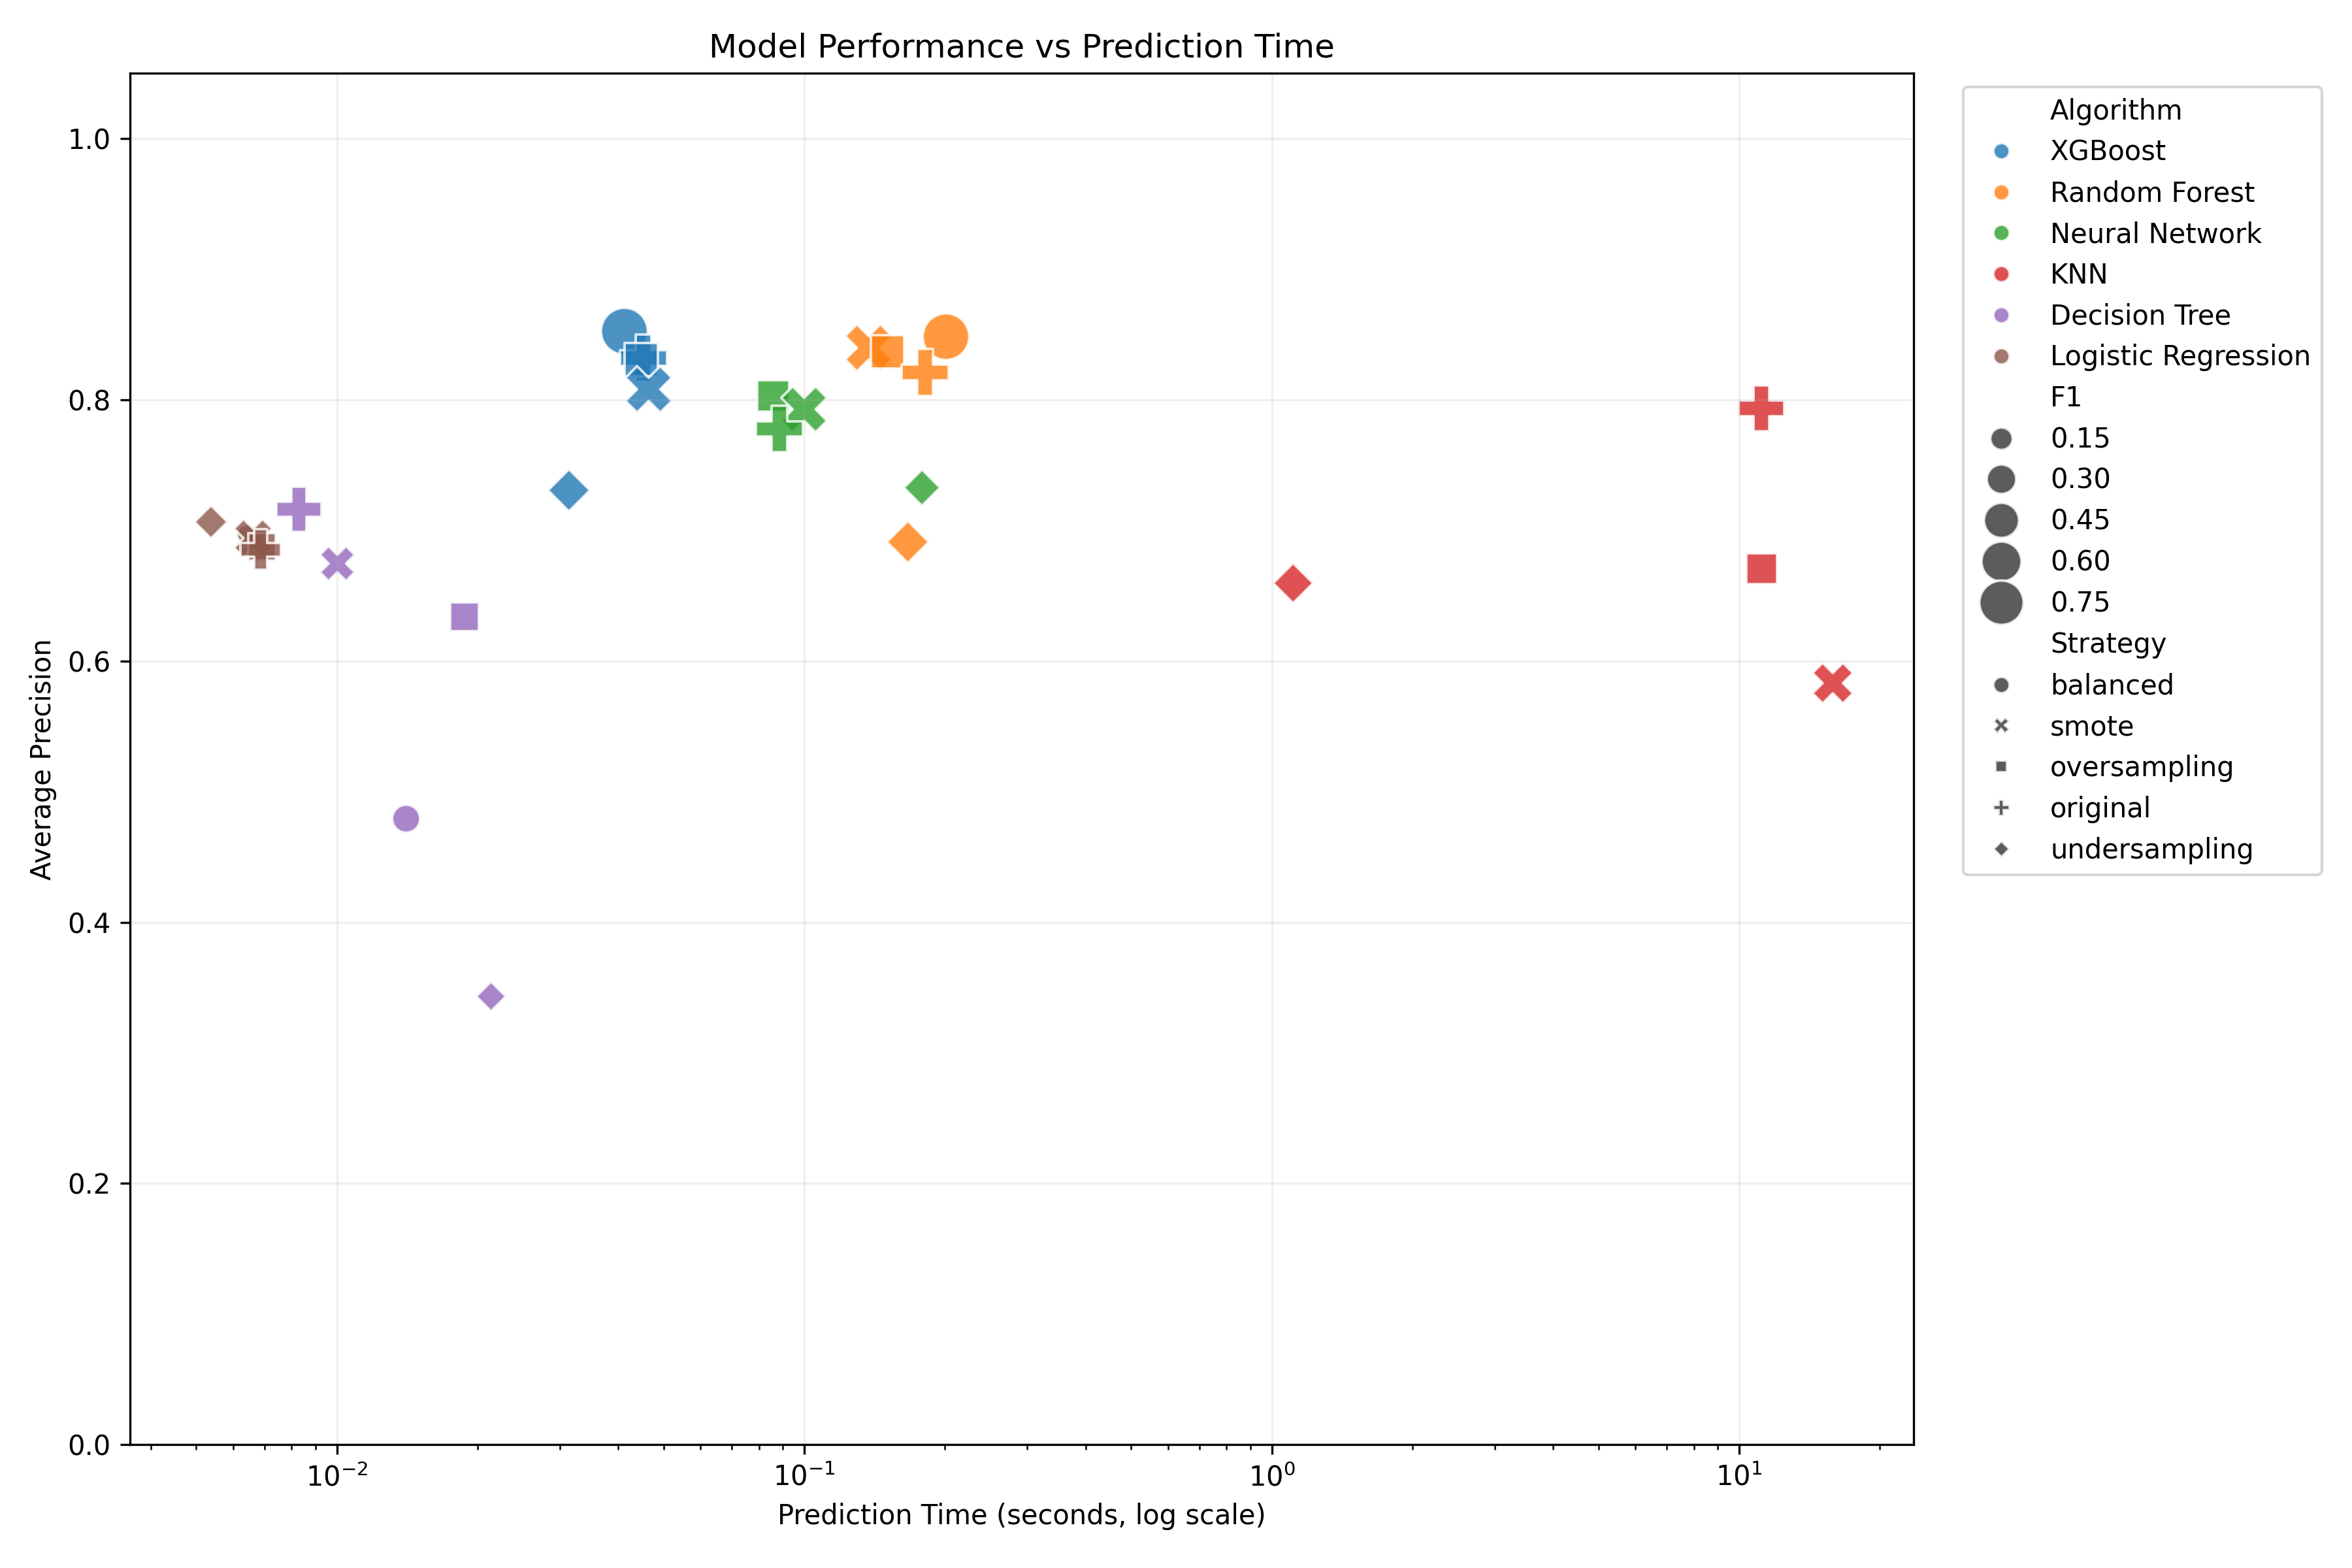 Model Performance vs Prediction Time
Average Precision
1.0
0.8
0.6
0.4
0.2
0.0
10⁻²
10⁻¹
10⁰
10¹
Prediction Time (seconds, log scale)
Algorithm
XGBoost
Random Forest
Neural Network
KNN
Decision Tree
Logistic Regression
F1
0.15
0.30
0.45
0.60
0.75
Strategy
balanced
smote
oversampling
original
undersampling